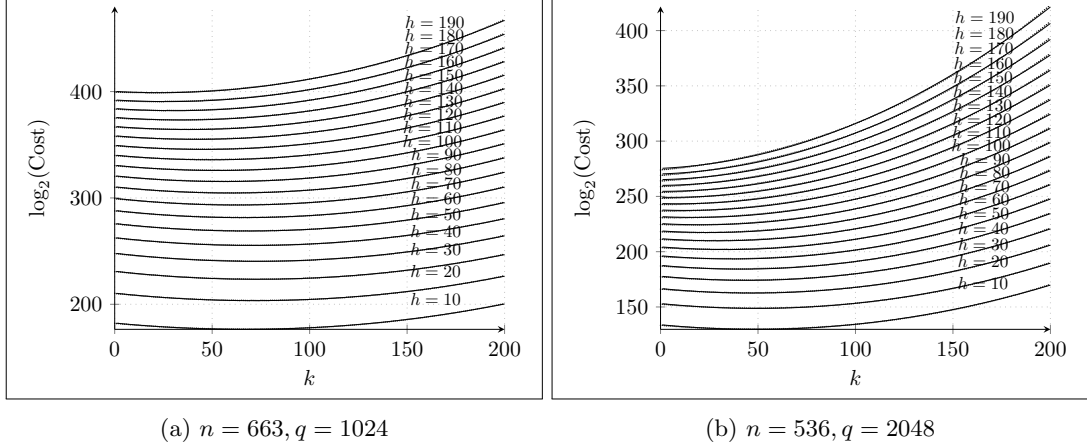 h = 190
h = 180
h = 170
h = 160
h = 150
h = 140
h = 130
h = 120
h = 110
h = 100
h = 90
h = 80
h = 70
h = 60
h = 50
h = 40
h = 30
h = 20
h = 10
400
300
200
log₂(Cost)
0 50 100 150 200
k
(a) n = 663, q = 1024
h = 190
h = 180
h = 170
h = 160
h = 150
h = 140
h = 130
h = 120
h = 110
h = 100
h = 90
h = 80
h = 70
h = 60
h = 50
h = 40
h = 30
h = 20
h = 10
400
350
300
250
200
150
log₂(Cost)
0 50 100 150 200
k
(b) n = 536, q = 2048